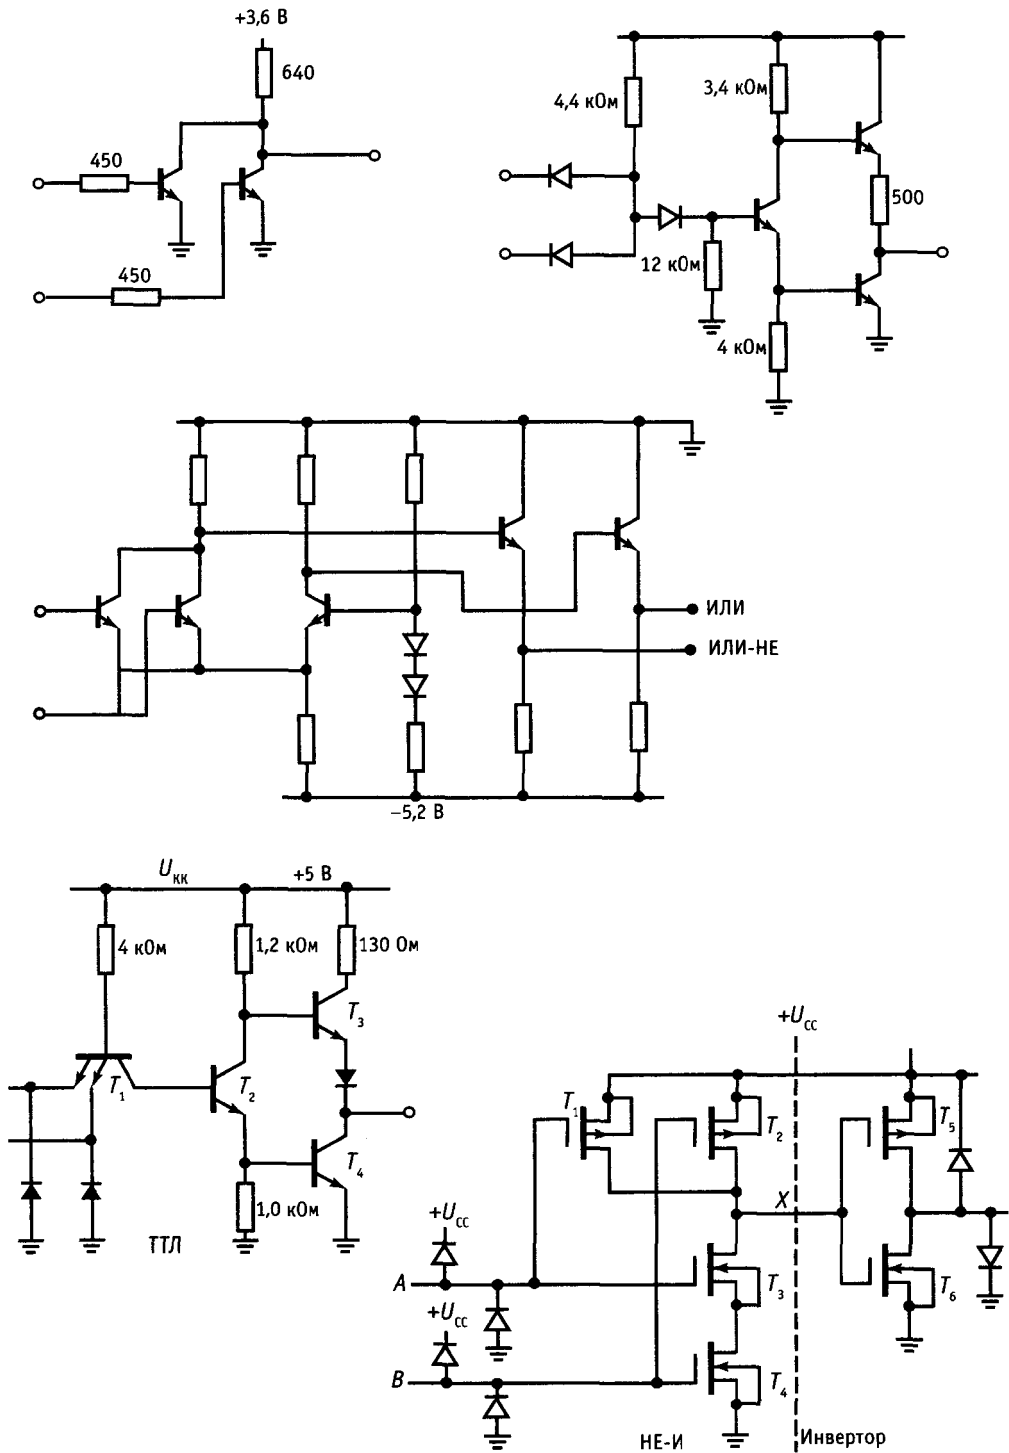 +3,6 В
640
450
450
4,4 кОм
3,4 кОм
500
12 кОм
4 кОм
ИЛИ
ИЛИ-НЕ
−5,2 В
Uкк
+5 В
4 кОм
1,2 кОм
130 Ом
T3
T1
T2
T4
1,0 кОм
ТТЛ
+Ucc
T1
T2
T5
X
+Ucc
A
T3
T6
+Ucc
B
T4
НЕ-И
Инвертор